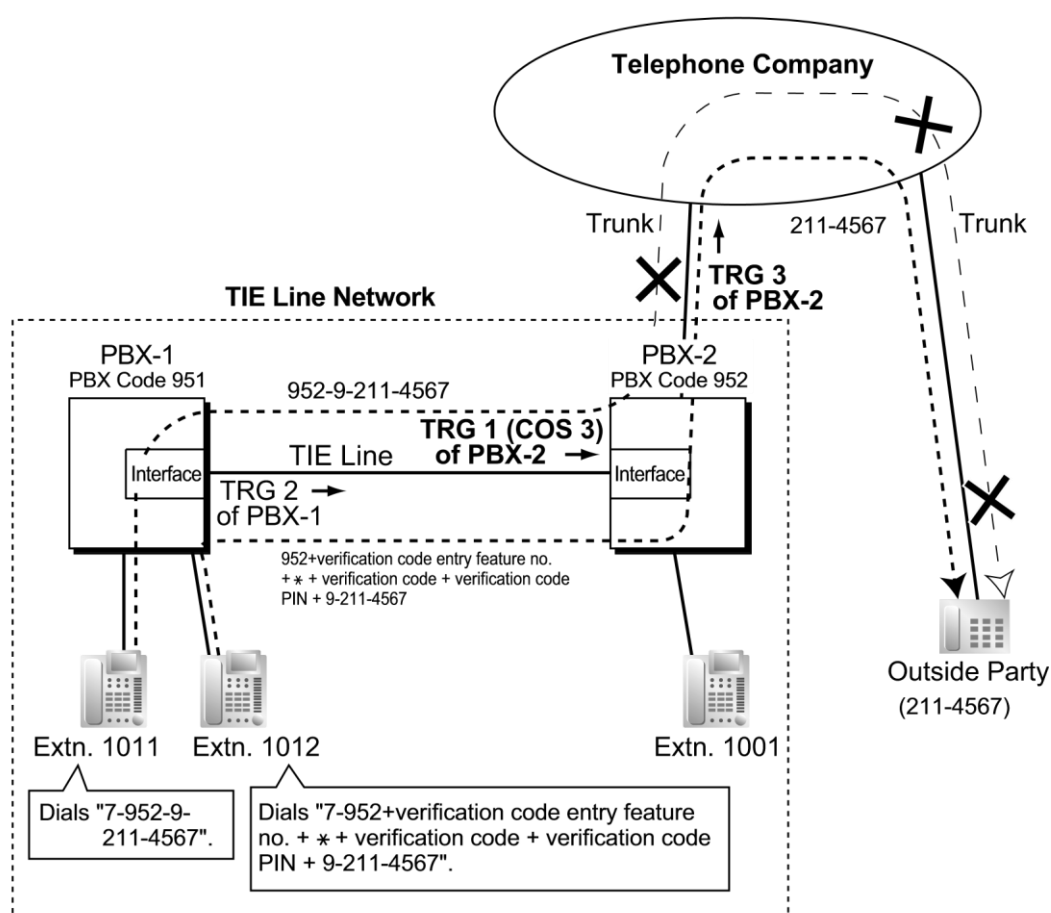 Telephone Company
Trunk
211-4567
Trunk
TRG 3
of PBX-2
TIE Line Network
PBX-1
PBX Code 951
PBX-2
PBX Code 952
952-9-211-4567
TRG 1 (COS 3)
of PBX-2
TIE Line
Interface
Interface
TRG 2
of PBX-1
952+verification code entry feature no.
+ * + verification code + verification code
PIN + 9-211-4567
Outside Party
(211-4567)
Extn. 1011
Extn. 1012
Extn. 1001
Dials "7-952-9-
211-4567".
Dials "7-952+verification code entry feature
no. + * + verification code + verification code
PIN + 9-211-4567".